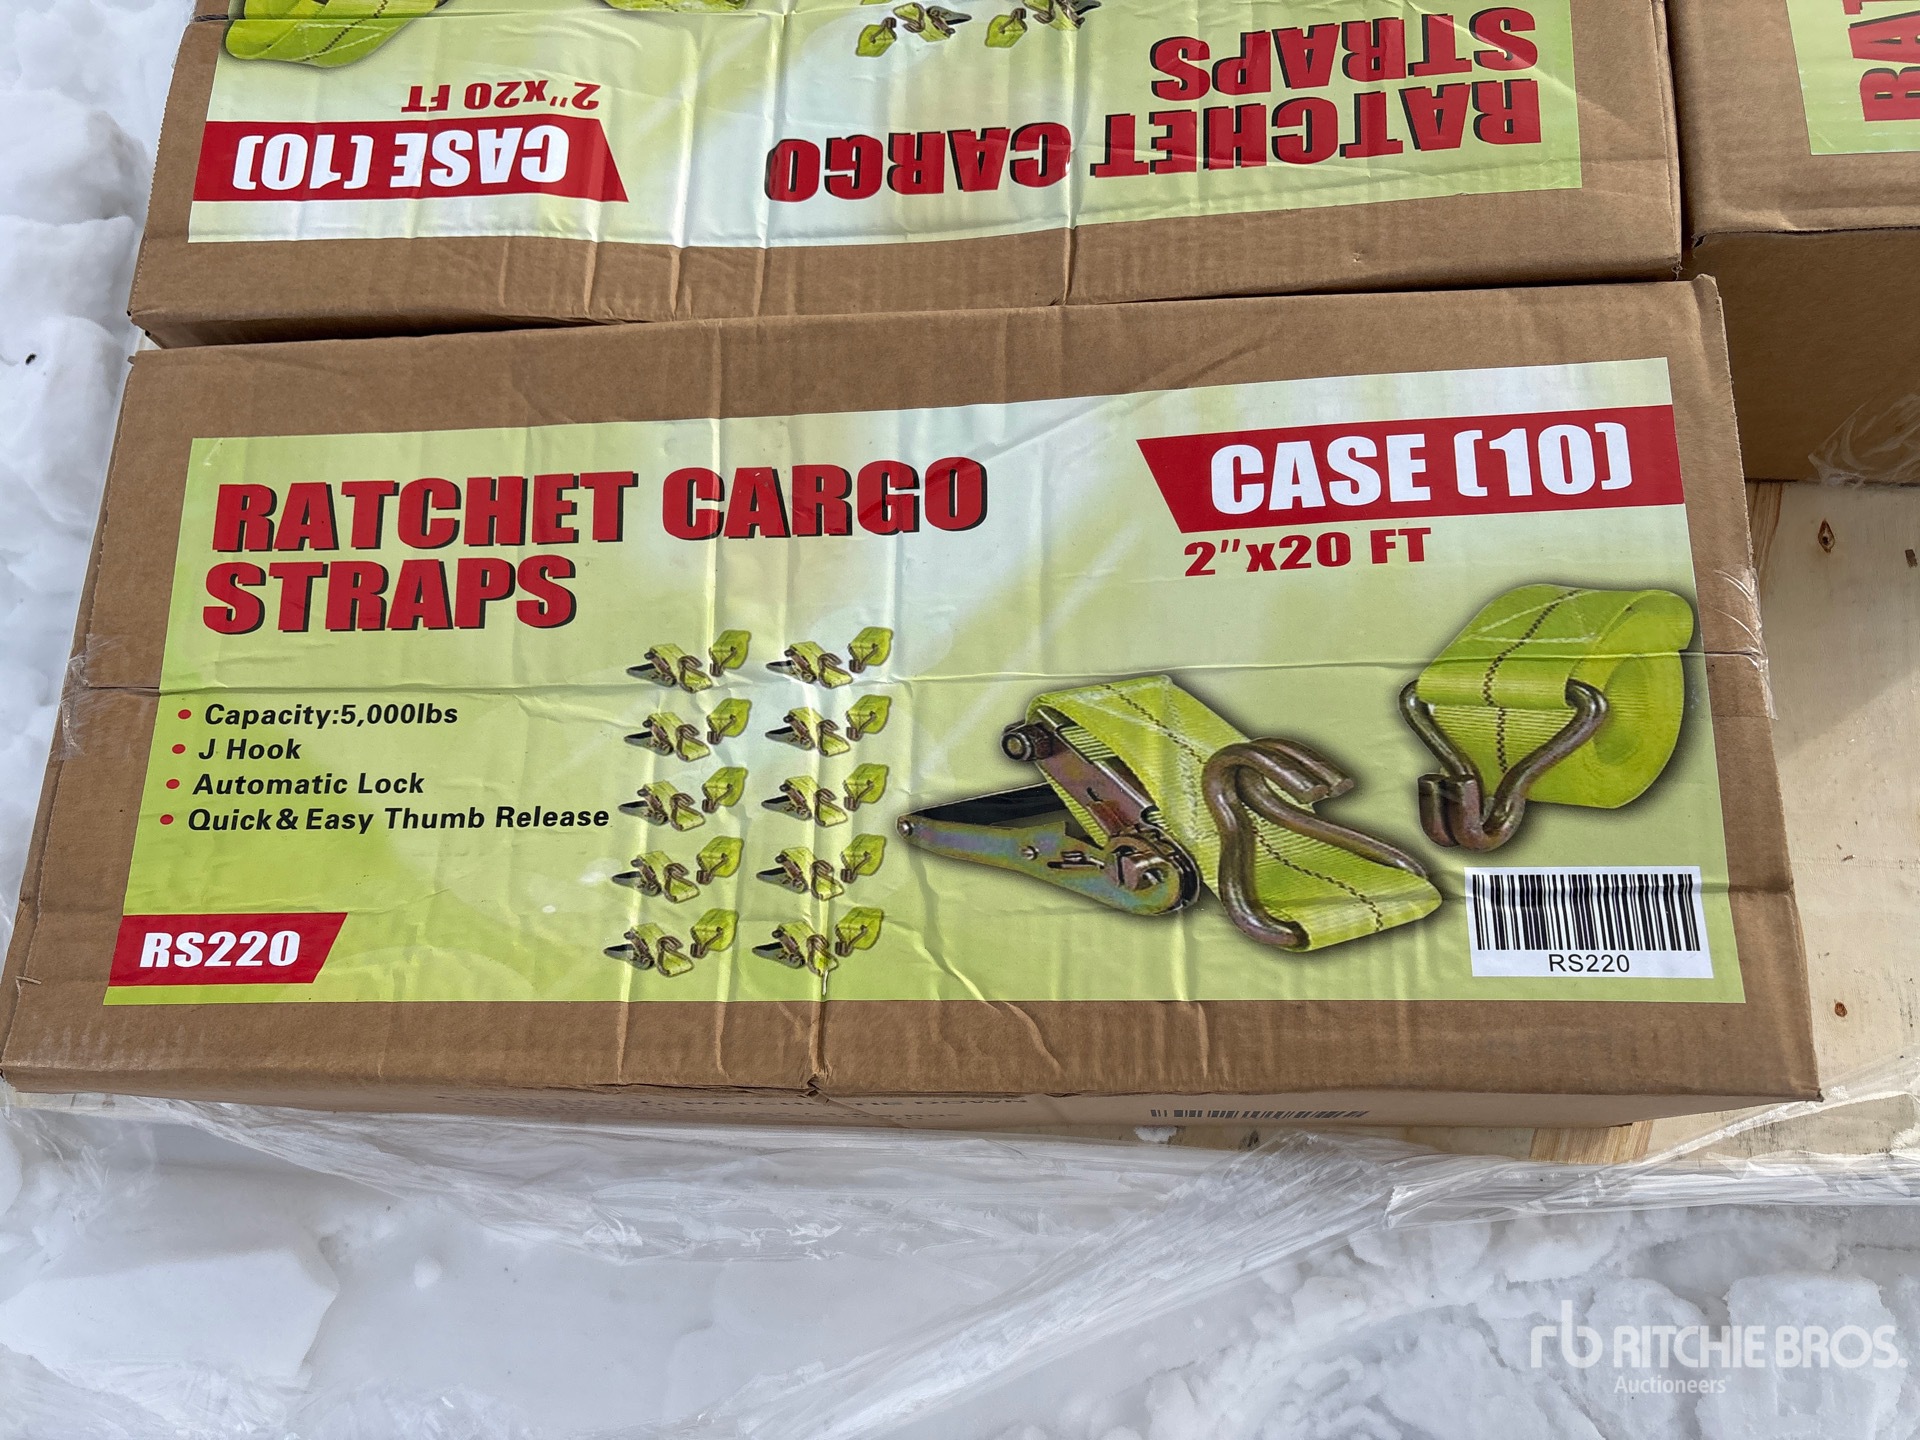 2"x20 FT
CASE (10)
RATCHET CARGO
STRAPS
RATCHET CARGO
STRAPS
CASE (10)
2"x20 FT
• Capacity:5,000lbs
• J Hook
• Automatic Lock
• Quick&Easy Thumb Release
RS220
RS220
rb RITCHIE BROS.
Auctioneers